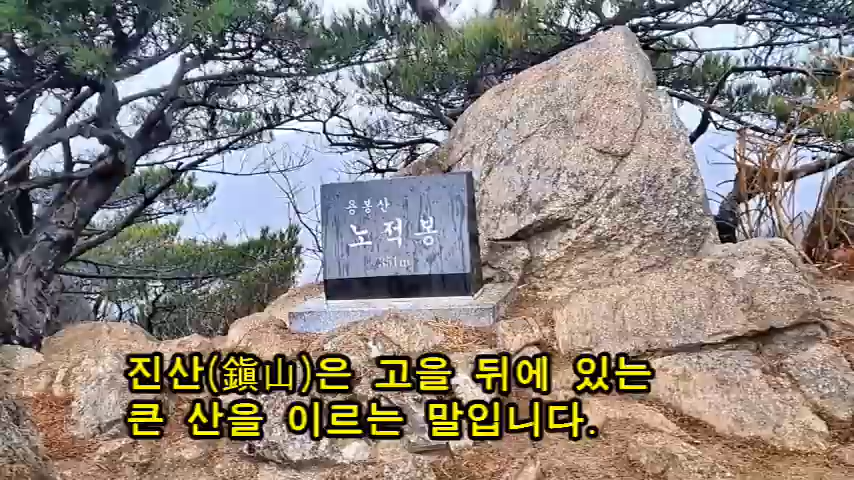 용봉산
노적봉
351m
진산(鎭山)은 고을 뒤에 있는
큰 산을 이르는 말입니다.